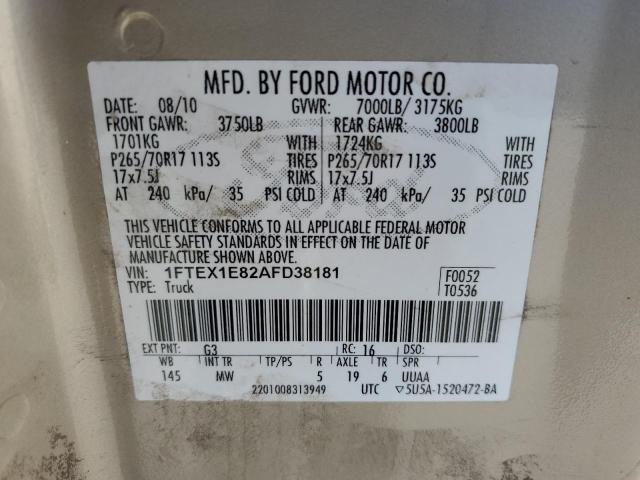 MFD. BY FORD MOTOR CO.
DATE: 08/10 GVWR: 7000LB/ 3175KG
FRONT GAWR: 3750LB REAR GAWR: 3800LB
1701KG WITH 1724KG WITH
P265/70R17 113S TIRES P265/70R17 113S TIRES
17x7.5J RIMS 17x7.5J RIMS
AT 240 kPa/ 35 PSI COLD AT 240 kPa/ 35 PSI COLD
THIS VEHICLE CONFORMS TO ALL APPLICABLE FEDERAL MOTOR
VEHICLE SAFETY STANDARDS IN EFFECT ON THE DATE OF
MANUFACTURE SHOWN ABOVE.
VIN: 1FTEX1E82AFD38181 F0052
TYPE: Truck T0536
EXT PNT: G3 RC: 16 DSO:
WB INT TR TP/PS R AXLE TR SPR
145 MW 5 19 6 UUAA
2201008313949 UTC ▽5U5A-1520472-BA